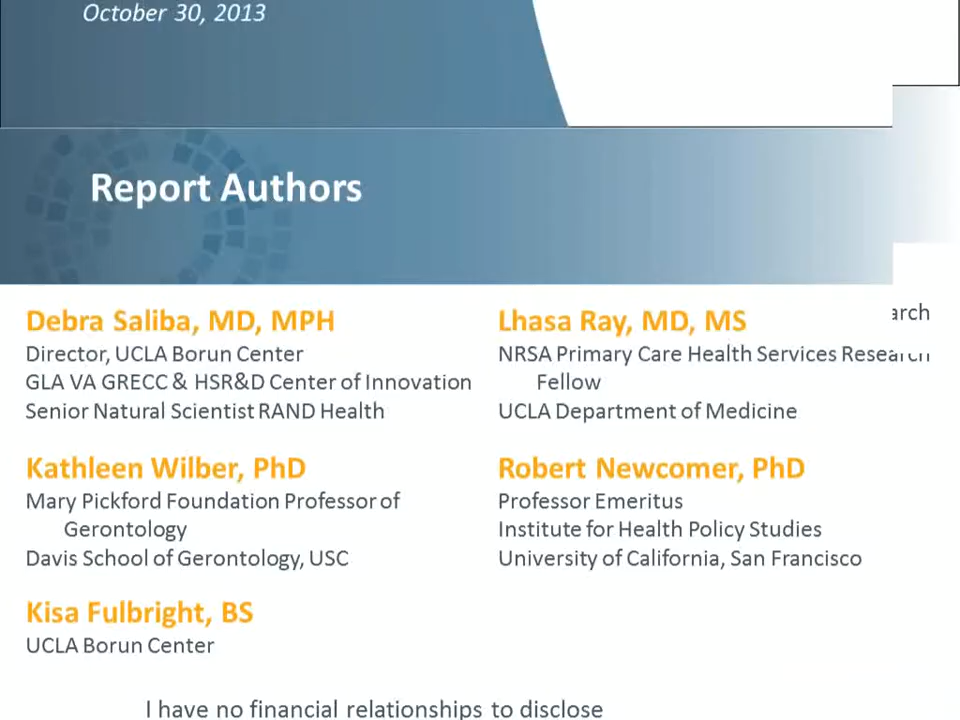 October 30, 2013
Report Authors
Debra Saliba, MD, MPH
Director, UCLA Borun Center
GLA VA GRECC & HSR&D Center of Innovation
Senior Natural Scientist RAND Health
Lhasa Ray, MD, MS
arch
NRSA Primary Care Health Services Research
Fellow
UCLA Department of Medicine
Kathleen Wilber, PhD
Mary Pickford Foundation Professor of
Gerontology
Davis School of Gerontology, USC
Robert Newcomer, PhD
Professor Emeritus
Institute for Health Policy Studies
University of California, San Francisco
Kisa Fulbright, BS
UCLA Borun Center
I have no financial relationships to disclose